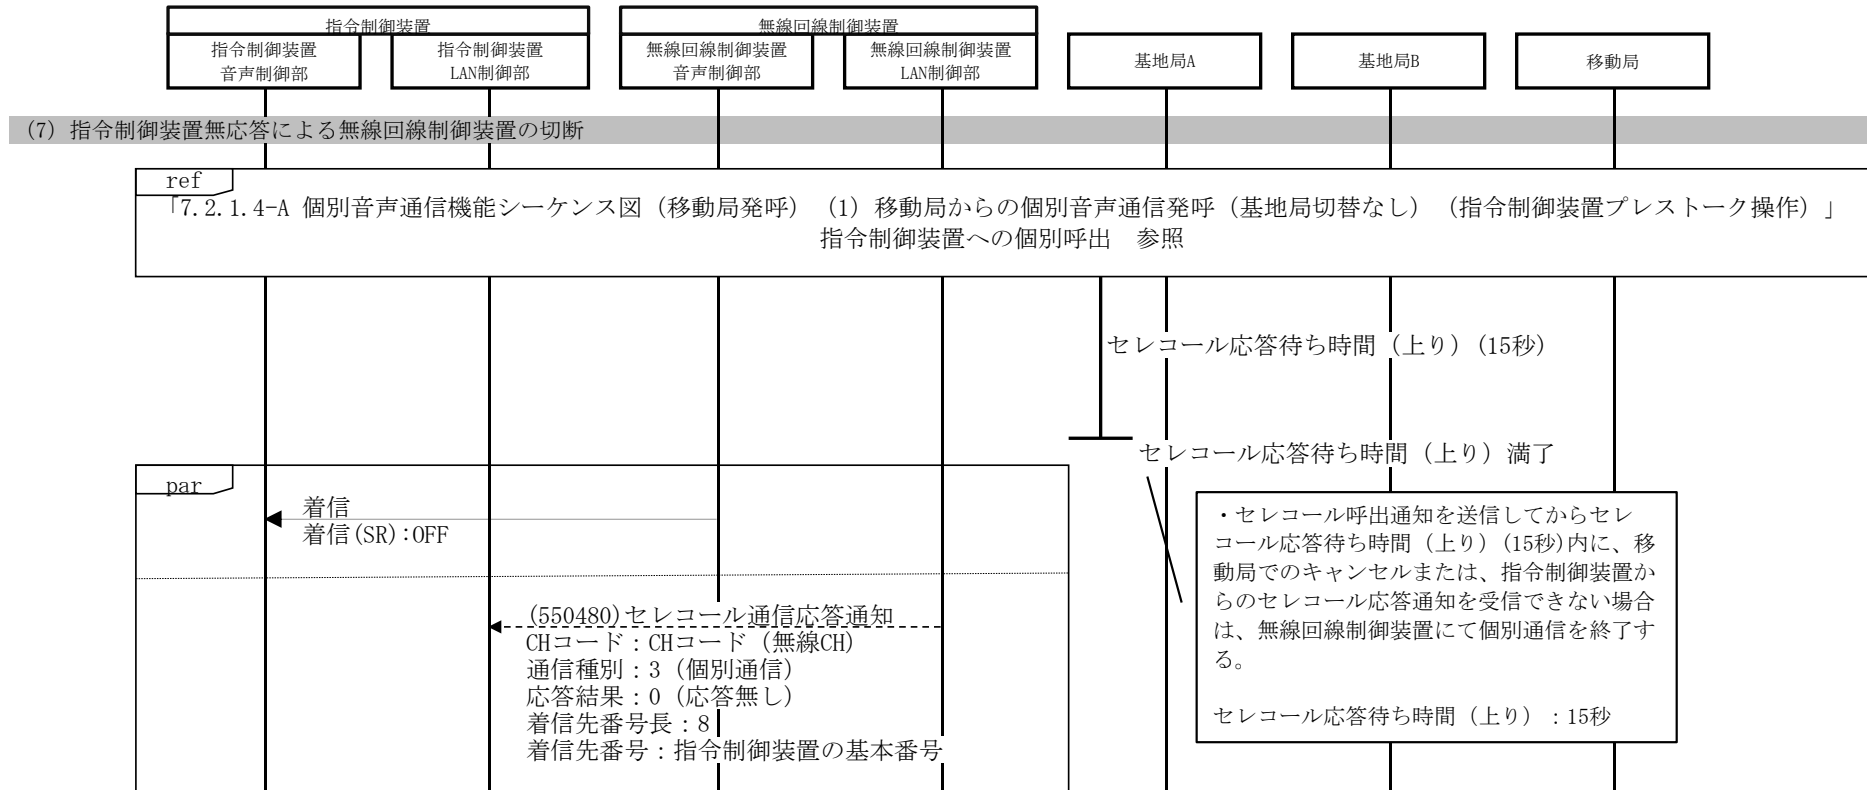 指令制御装置
無線回線制御装置
指令制御装置
音声制御部
指令制御装置
LAN制御部
無線回線制御装置
音声制御部
無線回線制御装置
LAN制御部
基地局A
基地局B
移動局
(7) 指令制御装置無応答による無線回線制御装置の切断
ref
「7.2.1.4-A 個別音声通信機能シーケンス図（移動局発呼）（1）移動局からの個別音声通信発呼（基地局切替なし）（指令制御装置プレストーク操作）」
指令制御装置への個別呼出　参照
セレコール応答待ち時間（上り）(15秒)
セレコール応答待ち時間（上り）満了
par
着信
着信(SR):OFF
・セレコール呼出通知を送信してからセレ
コール応答待ち時間（上り）(15秒)内に、移
動局でのキャンセルまたは、指令制御装置か
らのセレコール応答通知を受信できない場合
は、無線回線制御装置にて個別通信を終了す
る。
セレコール応答待ち時間（上り）：15秒
(550480)セレコール通信応答通知
CHコード：CHコード（無線CH）
通信種別：3（個別通信）
応答結果：0（応答無し）
着信先番号長：8
着信先番号：指令制御装置の基本番号